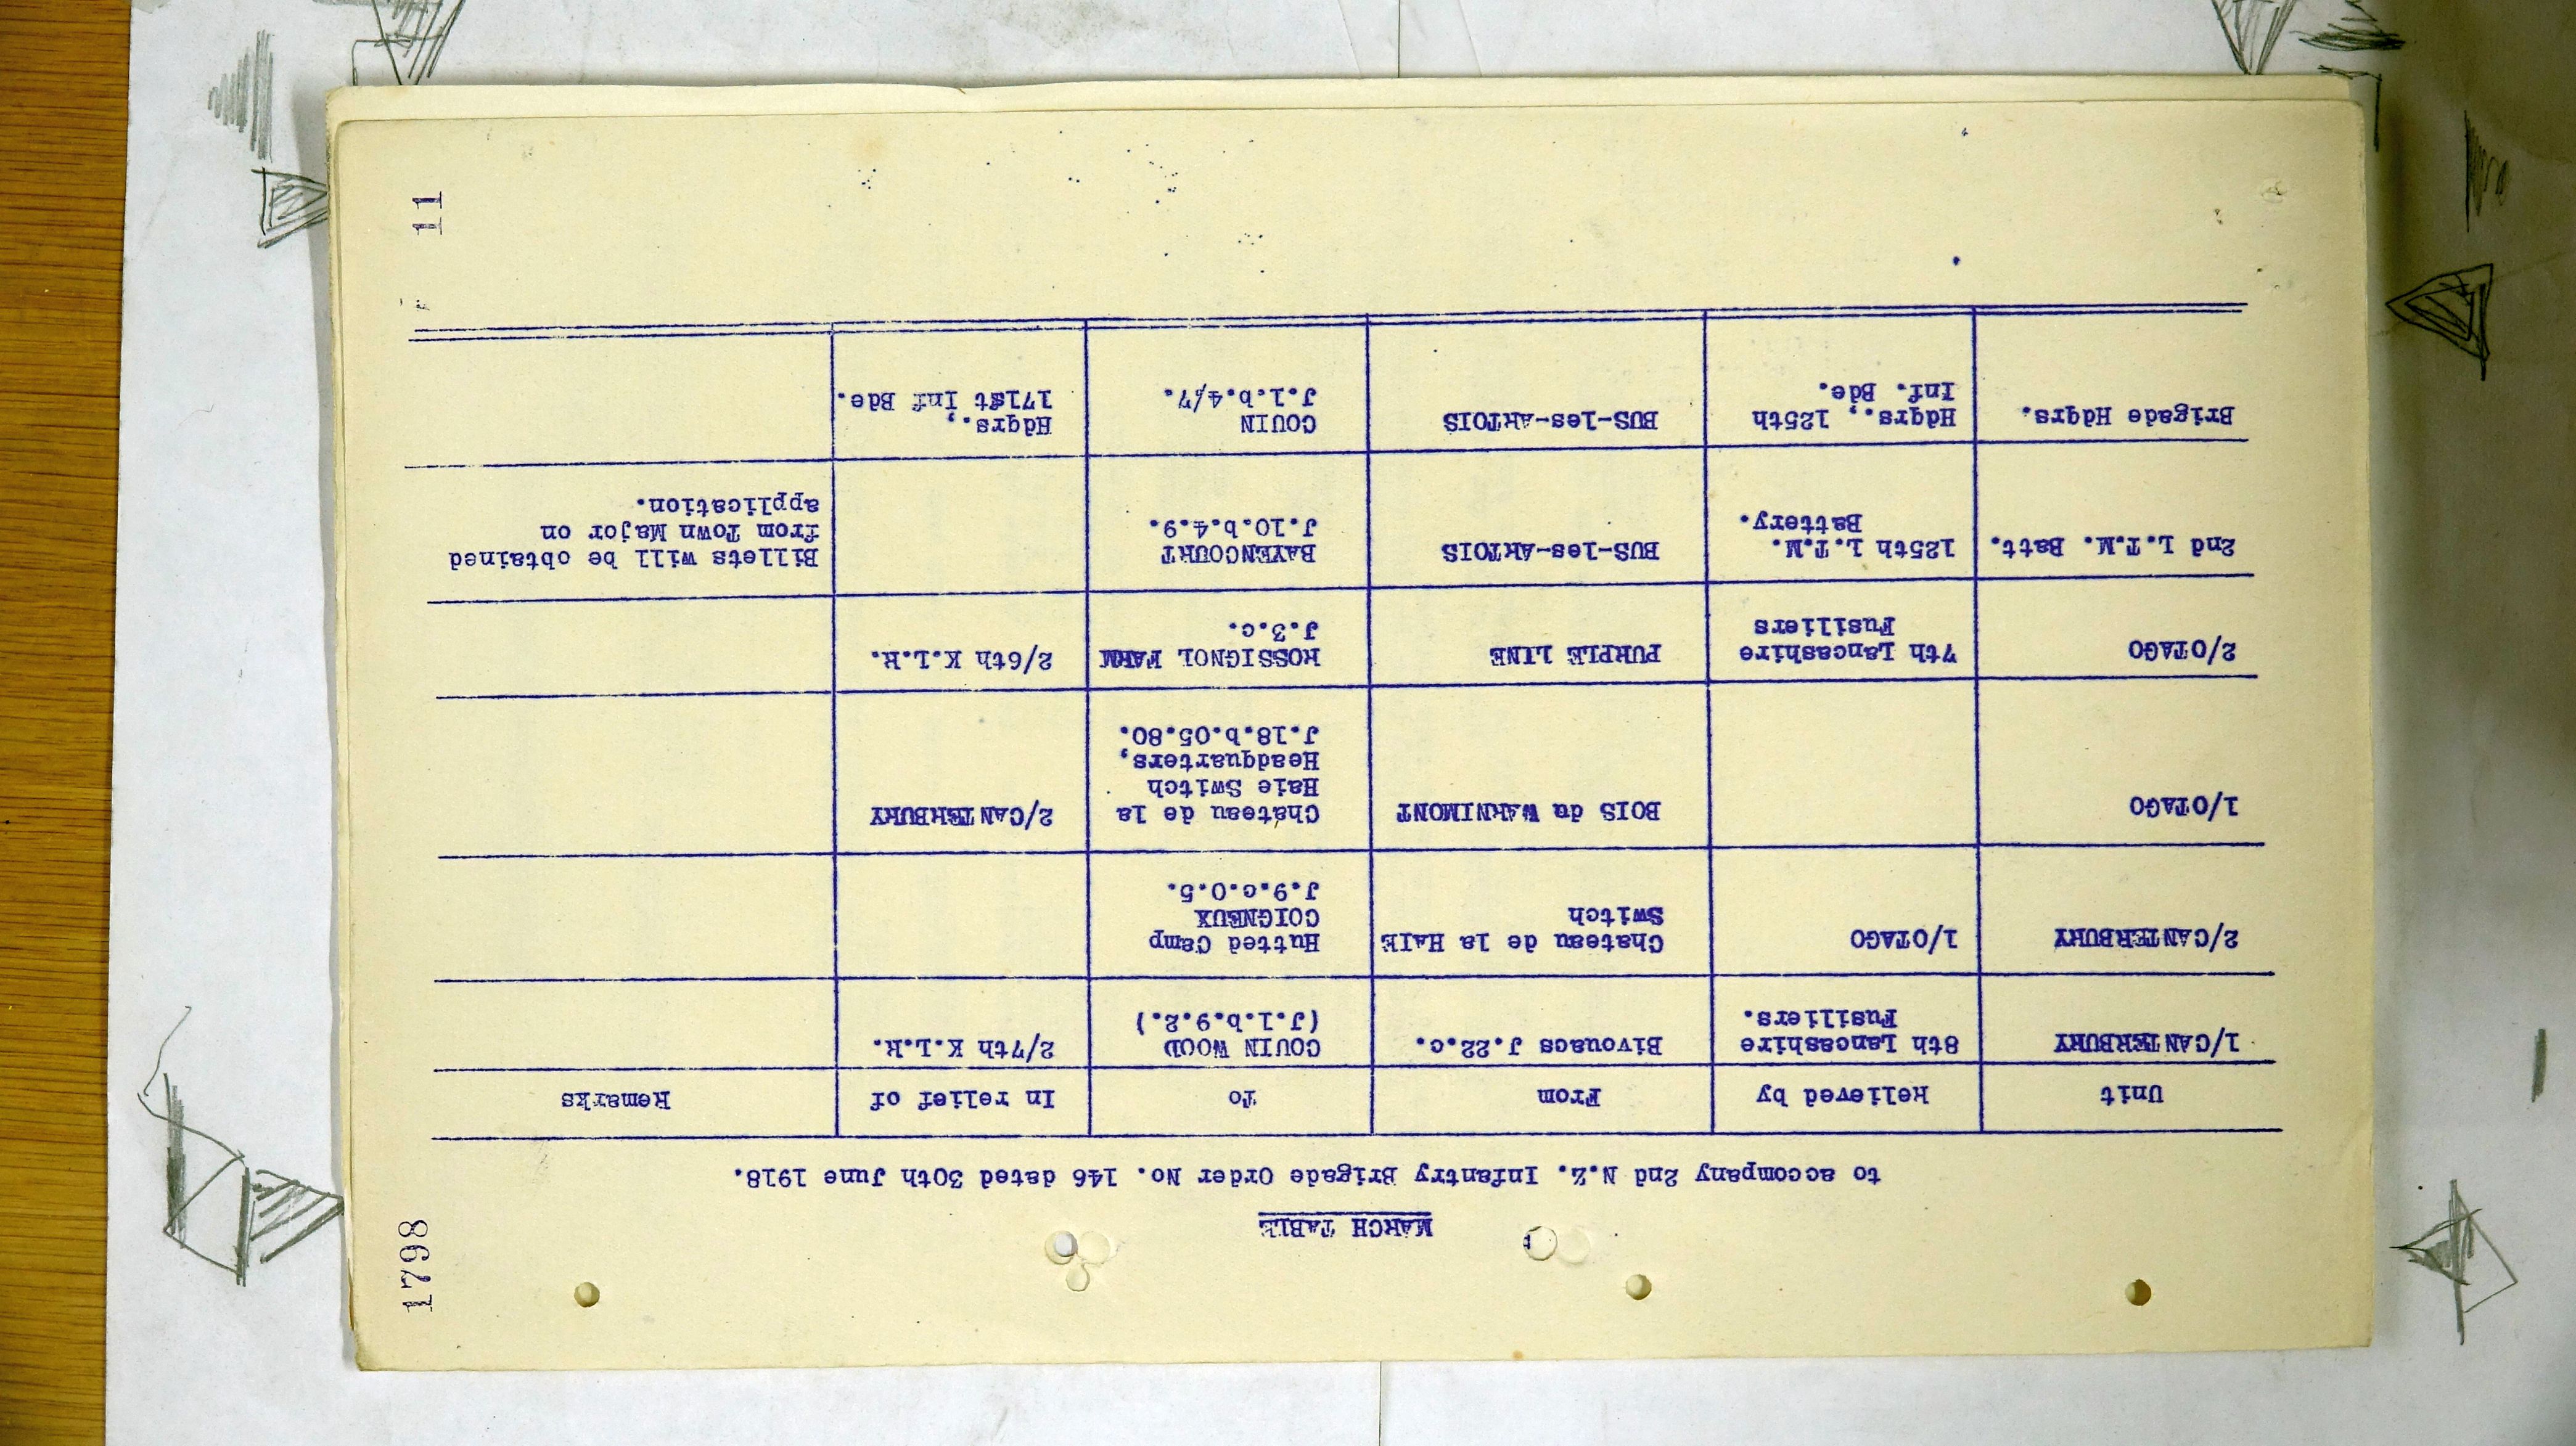 MARCH TABLE
to accompany 2nd N.Z. Infantry Brigade Order No. 146 dated 30th June 1918.
Unit Relieved by From To In relief of Remarks
1/CANTERBURY 8th Lancashire Bivouacs J.22.c. COUIN WOOD 2/7th K.L.R.
Fusiliers. (J.1.b.9.2.)
2/CANTERBURY 1/OTAGO Chateau de la HAIE Hutted Camp
Switch COIGNEUX
J.9.c.0.5.
1/OTAGO BOIS du WARNIMONT Chateau de la 2/CANTERBURY
Haie Switch
Headquarters,
J.18.b.05.80.
2/OTAGO 7th Lancashire PURPLE LINE ROSSIGNOL FARM 2/6th K.L.R.
Fusiliers J.3.c.
2nd L.T.M. Batt. 125th L.T.M. BUS-les-ARTOIS BAYENCOURT Billets will be obtained
Battery. J.10.b.4.9. from Town Major on
application.
Brigade Hdqrs. Hdqrs., 125th BUS-les-ARTOIS COUIN Hdqrs.,
Inf. Bde. J.1.b.4/7. 171st Inf Bde.
1798
11